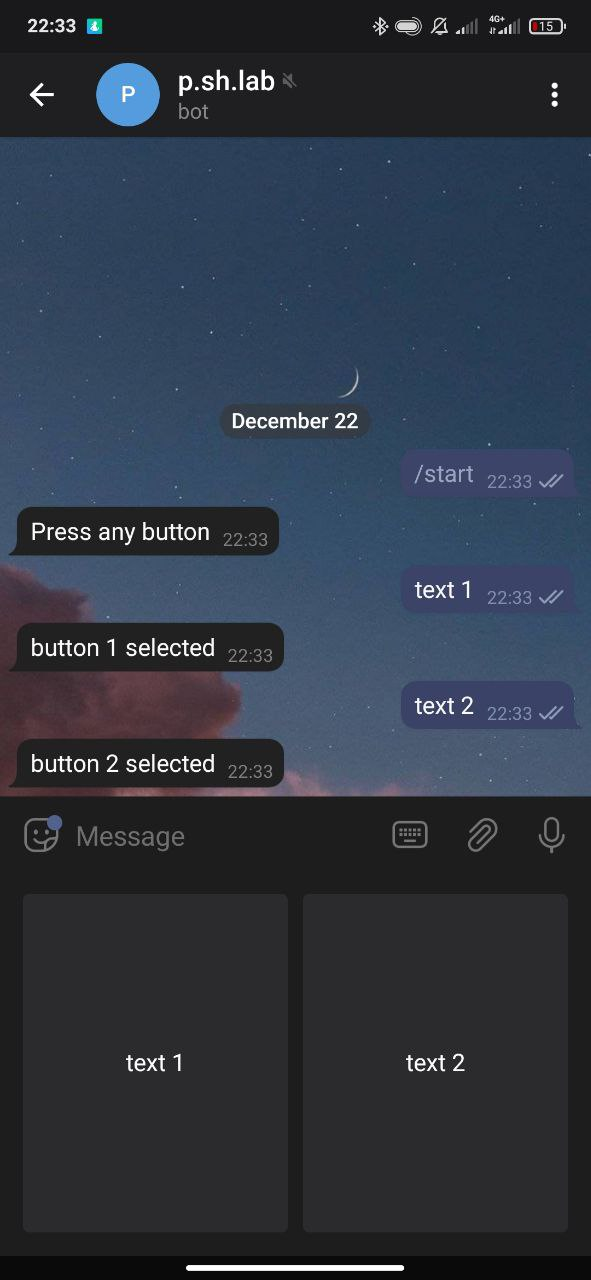 22:33
4G+
15
P
p.sh.lab
bot
December 22
/start 22:33
Press any button 22:33
text 1 22:33
button 1 selected 22:33
text 2 22:33
button 2 selected 22:33
Message
text 1
text 2